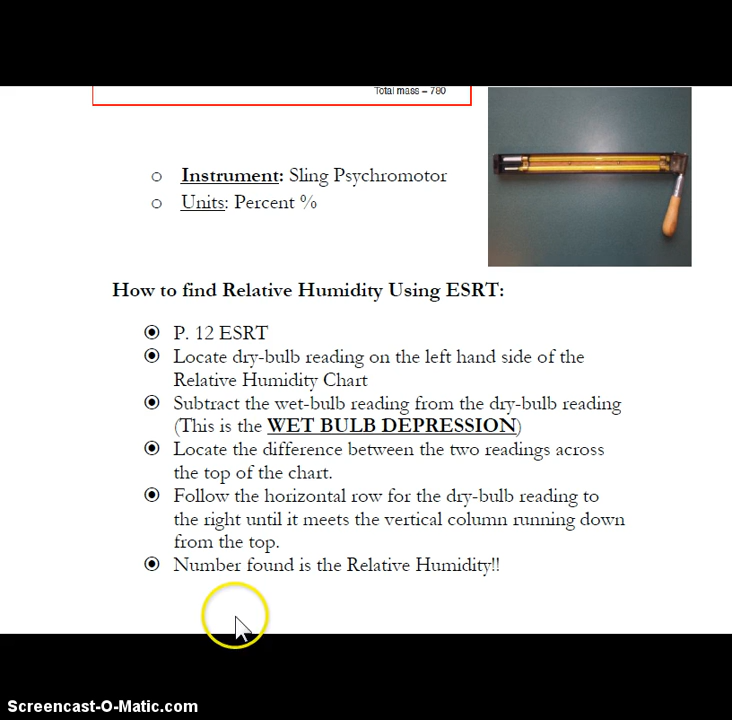 Total mass = 780
Instrument: Sling Psychromotor
Units: Percent %
How to find Relative Humidity Using ESRT:
P. 12 ESRT
Locate dry-bulb reading on the left hand side of the
Relative Humidity Chart
Subtract the wet-bulb reading from the dry-bulb reading
(This is the WET BULB DEPRESSION)
Locate the difference between the two readings across
the top of the chart.
Follow the horizontal row for the dry-bulb reading to
the right until it meets the vertical column running down
from the top.
Number found is the Relative Humidity!!
Screencast-O-Matic.com